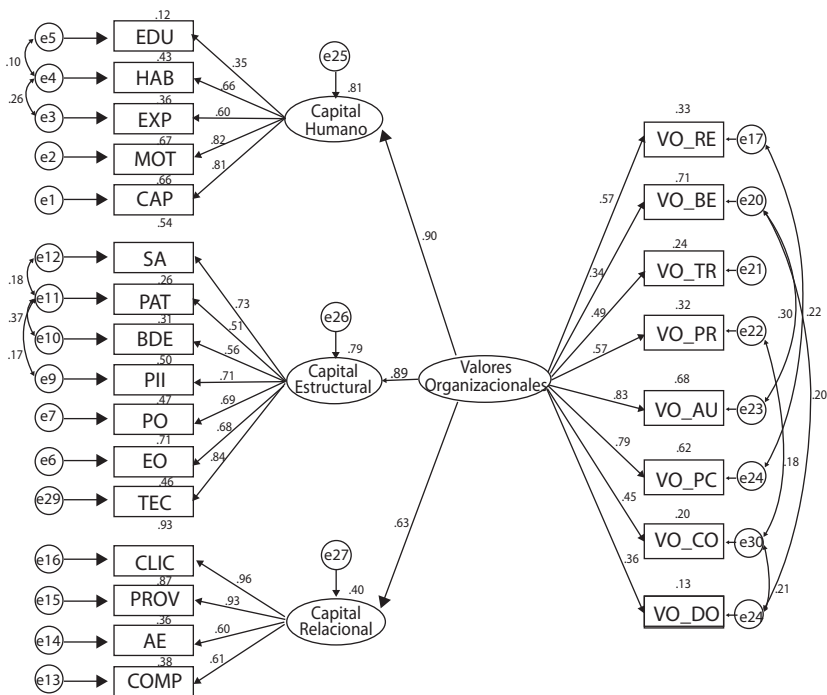 .12
e5
EDU
.10
.35
e25
.43
e4
HAB
.66
.81
.26
.36
e3
EXP
.60
Capital
Humano
.67
e2
MOT
.82
.66
.81
e1
CAP
.54
e12
SA
.18
.26
.73
e11
PAT
.37
.31
.51
e26
e10
BDE
.56
.79
.17
.50
e9
PII
.71
Capital
Estructural
.47
e7
PO
.69
.71
.68
e6
EO
.84
.46
e29
TEC
.93
e16
CLIC
.96
e27
.87
e15
PROV
.93
.40
.36
e14
AE
.60
Capital
Relacional
.38
.61
e13
COMP
.90
.89
.63
Valores
Organizacionales
.33
VO_RE
e17
.57
.71
VO_BE
e20
.34
.24
VO_TR
e21
.49
.32
VO_PR
e22
.57
.30
.22
.68
VO_AU
e23
.83
.20
.62
VO_PC
e24
.79
.18
.20
VO_CO
e30
.45
.13
VO_DO
e24
.36
.21